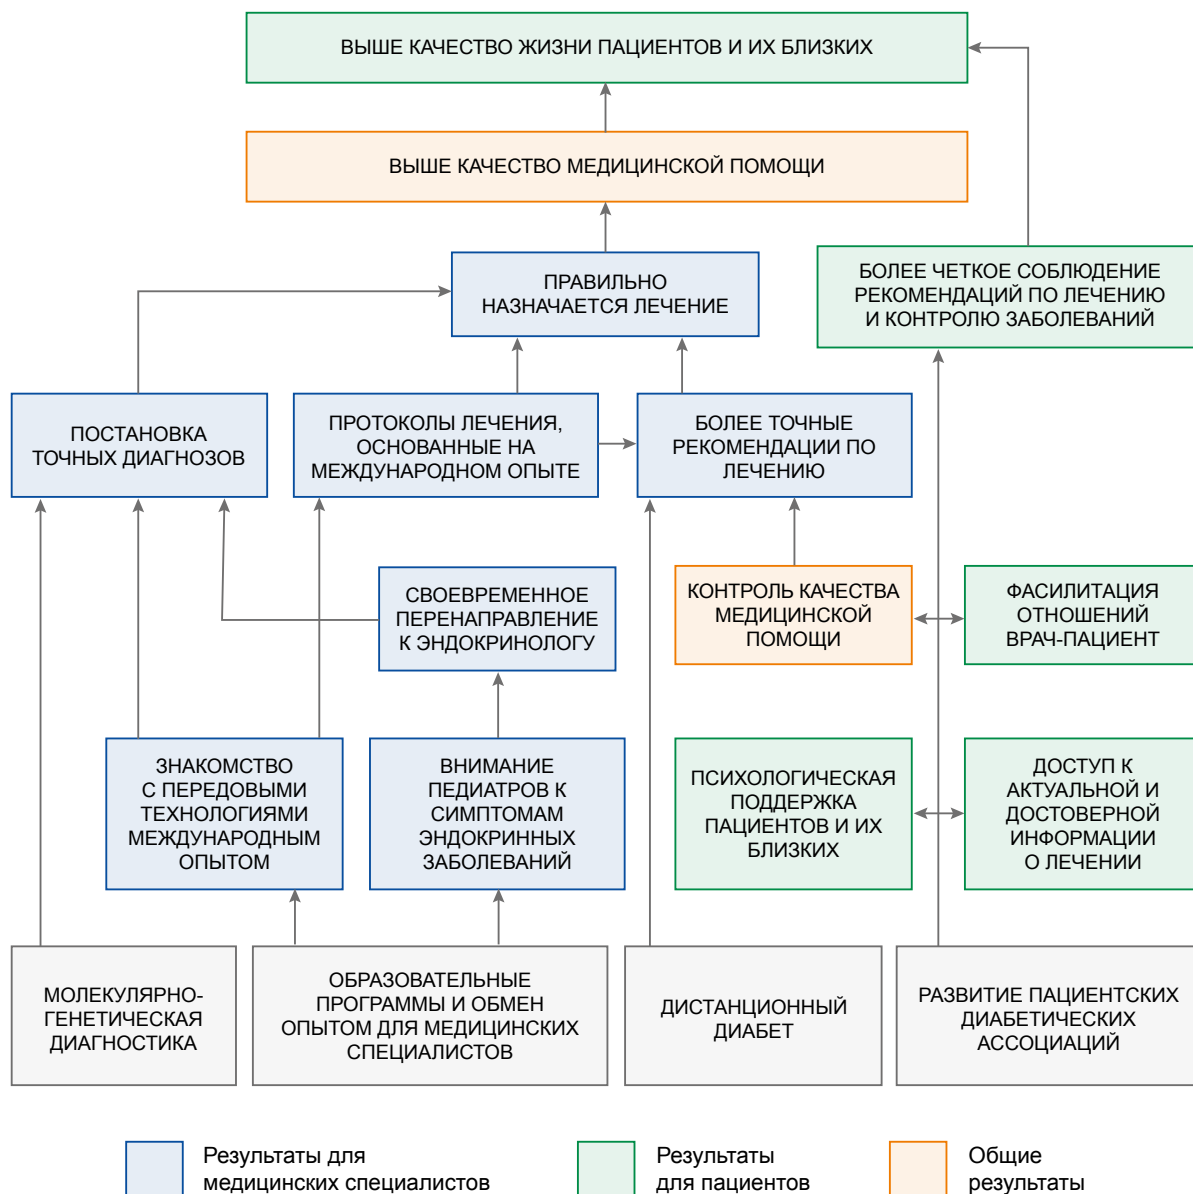 ВЫШЕ КАЧЕСТВО ЖИЗНИ ПАЦИЕНТОВ И ИХ БЛИЗКИХ
ВЫШЕ КАЧЕСТВО МЕДИЦИНСКОЙ ПОМОЩИ
ПРАВИЛЬНО
НАЗНАЧАЕТСЯ ЛЕЧЕНИЕ
БОЛЕЕ ЧЕТКОЕ СОБЛЮДЕНИЕ
РЕКОМЕНДАЦИЙ ПО ЛЕЧЕНИЮ
И КОНТРОЛЮ ЗАБОЛЕВАНИЙ
ПОСТАНОВКА
ТОЧНЫХ ДИАГНОЗОВ
ПРОТОКОЛЫ ЛЕЧЕНИЯ,
ОСНОВАННЫЕ НА
МЕЖДУНАРОДНОМ ОПЫТЕ
БОЛЕЕ ТОЧНЫЕ
РЕКОМЕНДАЦИИ ПО
ЛЕЧЕНИЮ
СВОЕВРЕМЕННОЕ
ПЕРЕНАПРАВЛЕНИЕ
К ЭНДОКРИНОЛОГУ
КОНТРОЛЬ КАЧЕСТВА
МЕДИЦИНСКОЙ
ПОМОЩИ
ФАСИЛИТАЦИЯ
ОТНОШЕНИЙ
ВРАЧ-ПАЦИЕНТ
ЗНАКОМСТВО
С ПЕРЕДОВЫМИ
ТЕХНОЛОГИЯМИ
МЕЖДУНАРОДНЫМ
ОПЫТОМ
ВНИМАНИЕ
ПЕДИАТРОВ К
СИМПТОМАМ
ЭНДОКРИННЫХ
ЗАБОЛЕВАНИЙ
ПСИХОЛОГИЧЕСКАЯ
ПОДДЕРЖКА
ПАЦИЕНТОВ И ИХ
БЛИЗКИХ
ДОСТУП К
АКТУАЛЬНОЙ И
ДОСТОВЕРНОЙ
ИНФОРМАЦИИ
О ЛЕЧЕНИИ
МОЛЕКУЛЯРНО-
ГЕНЕТИЧЕСКАЯ
ДИАГНОСТИКА
ОБРАЗОВАТЕЛЬНЫЕ
ПРОГРАММЫ И ОБМЕН
ОПЫТОМ ДЛЯ МЕДИЦИНСКИХ
СПЕЦИАЛИСТОВ
ДИСТАНЦИОННЫЙ
ДИАБЕТ
РАЗВИТИЕ ПАЦИЕНТСКИХ
ДИАБЕТИЧЕСКИХ
АССОЦИАЦИЙ
Результаты для
медицинских специалистов
Результаты
для пациентов
Общие
результаты